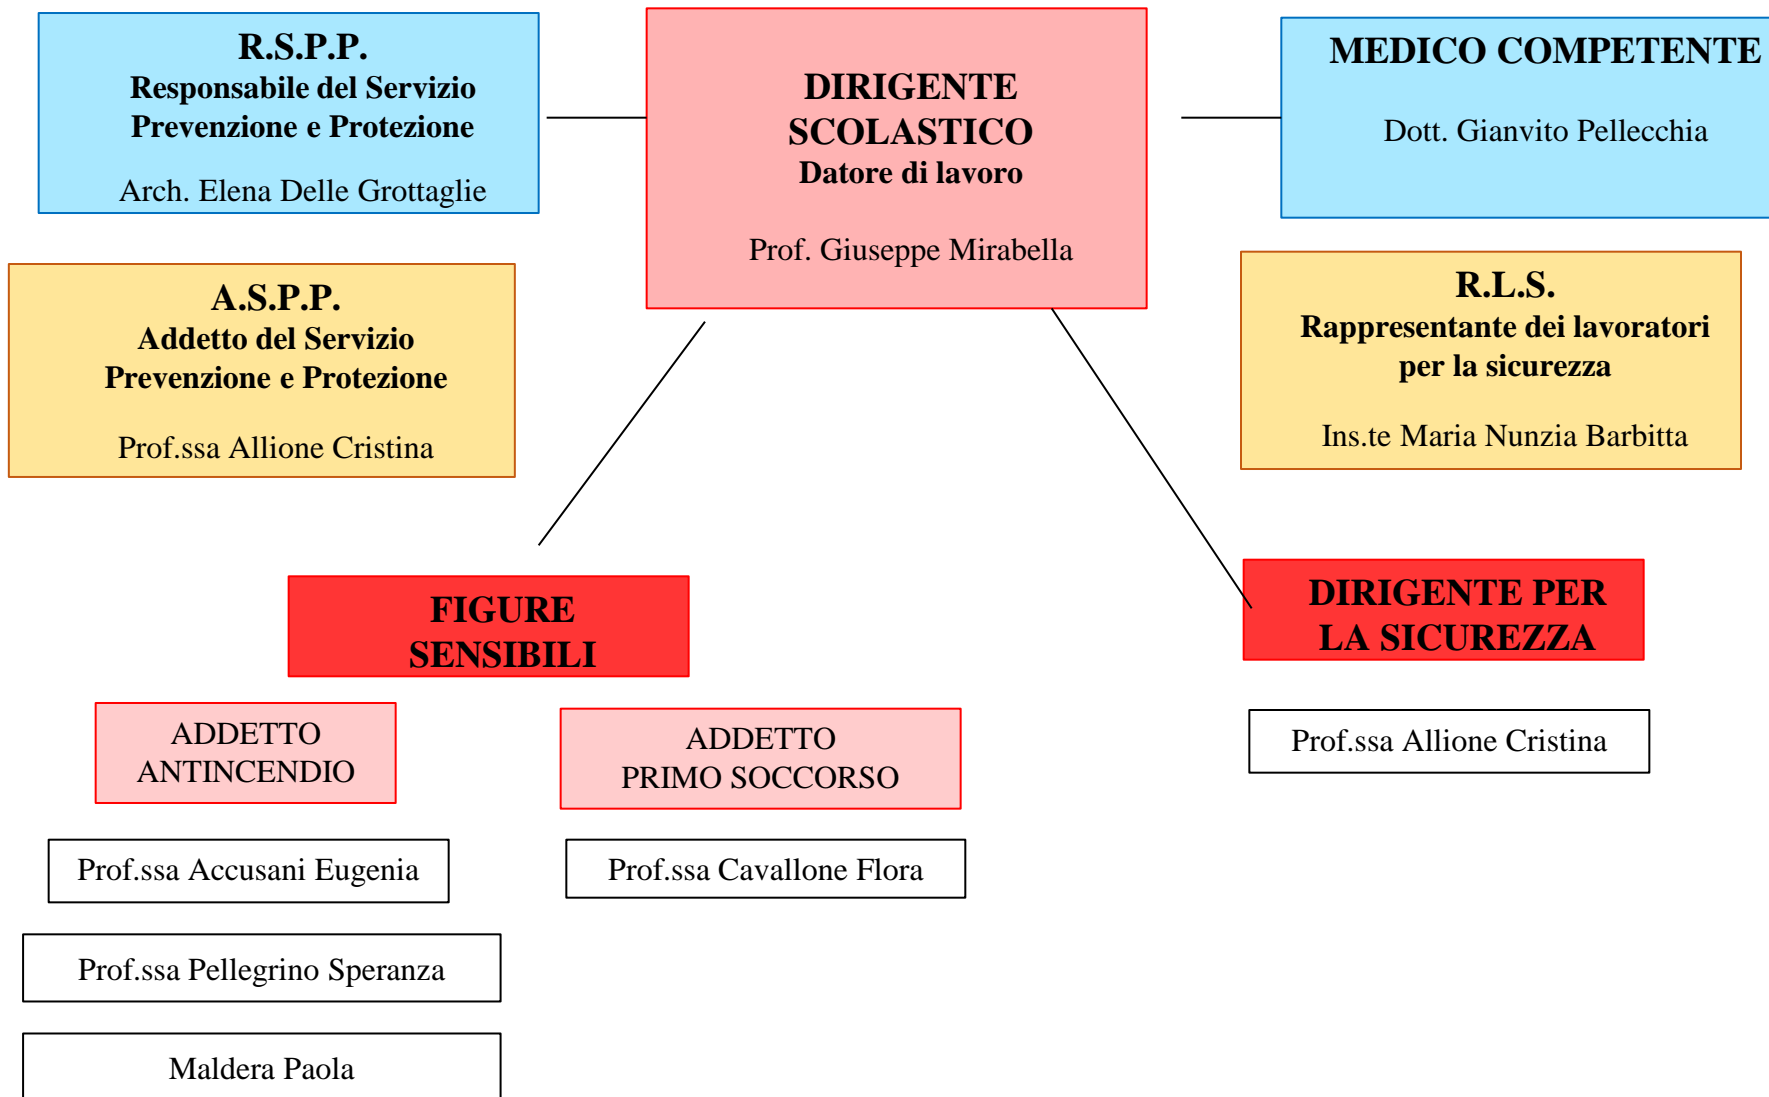 R.S.P.P.
Responsabile del Servizio
Prevenzione e Protezione
Arch. Elena Delle Grottaglie
DIRIGENTE
SCOLASTICO
Datore di lavoro
Prof. Giuseppe Mirabella
MEDICO COMPETENTE
Dott. Gianvito Pellecchia
A.S.P.P.
Addetto del Servizio
Prevenzione e Protezione
Prof.ssa Allione Cristina
R.L.S.
Rappresentante dei lavoratori
per la sicurezza
Ins.te Maria Nunzia Barbitta
FIGURE
SENSIBILI
DIRIGENTE PER
LA SICUREZZA
ADDETTO
ANTINCENDIO
ADDETTO
PRIMO SOCCORSO
Prof.ssa Allione Cristina
Prof.ssa Accusani Eugenia
Prof.ssa Cavallone Flora
Prof.ssa Pellegrino Speranza
Maldera Paola